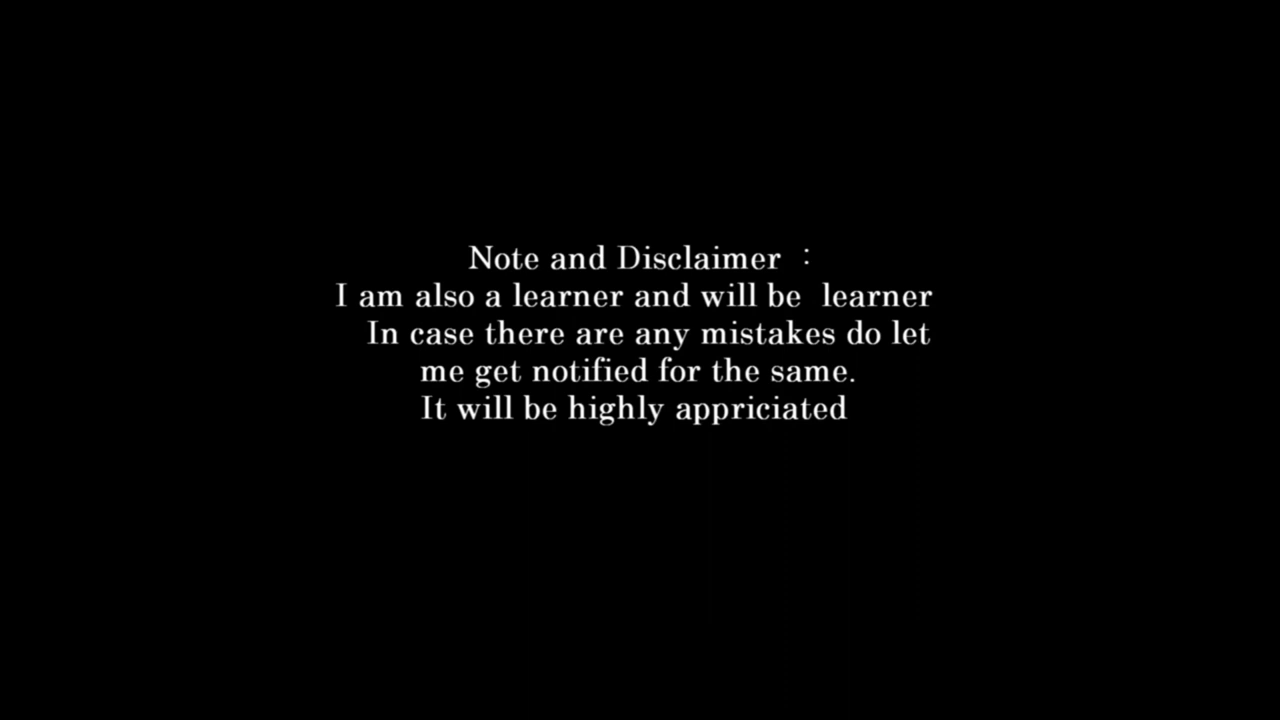 Note and Disclaimer :
I am also a learner and will be learner
In case there are any mistakes do let
me get notified for the same.
It will be highly appriciated